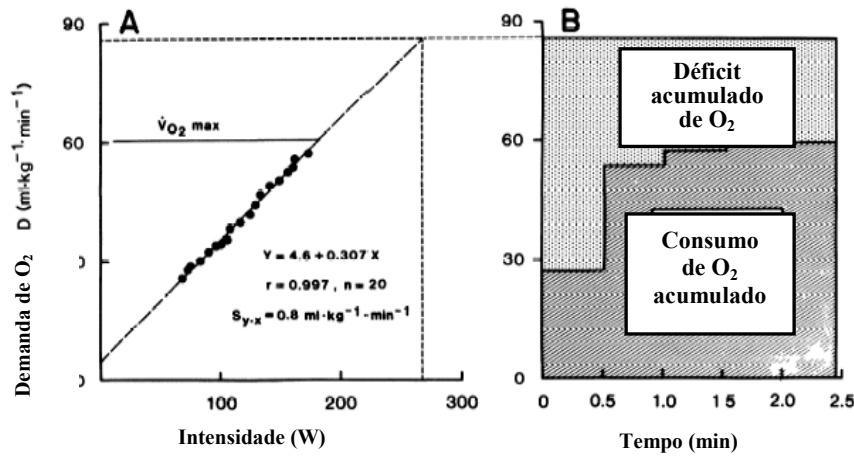 A
90
60
0
0
0
Demanda de O₂ D (ml·kg⁻¹·min⁻¹)
V̇O₂ max
Y = 4.6 + 0.307 X
r = 0.997 , n = 20
Sy·x = 0.8 ml·kg⁻¹·min⁻¹
100 200 300
Intensidade (W)
B
90
60
30
0
Déficit
acumulado
de O₂
Consumo
de O₂
acumulado
0 0.5 1.0 1.5 2.0 2.5
Tempo (min)